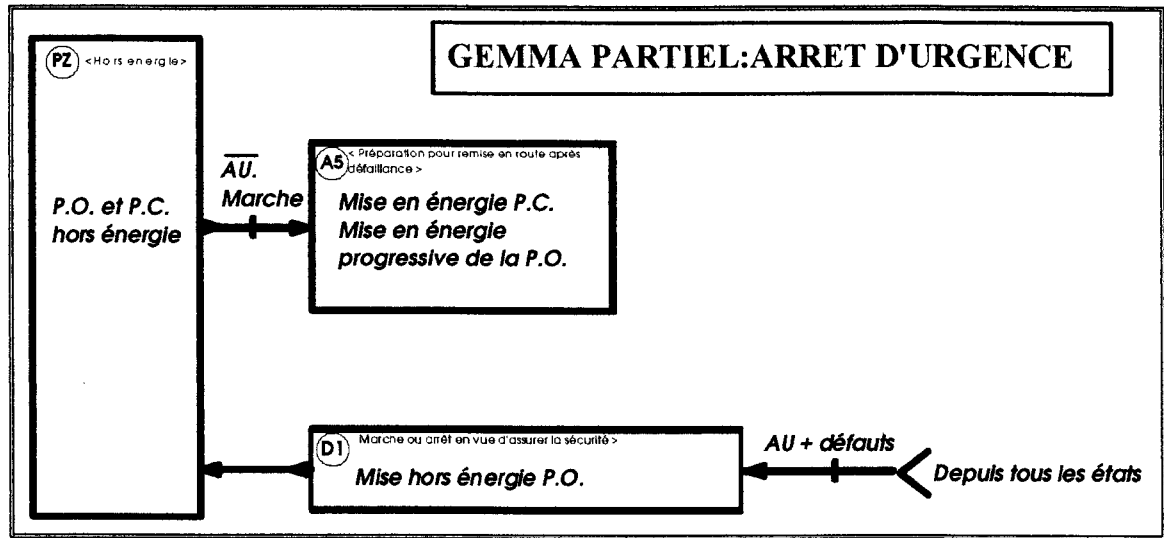 GEMMA PARTIEL:ARRET D'URGENCE
PZ <Hors energie>
P.O. et P.C.
hors énergie
A̅U̅.
Marche
A5 < Préparation pour remise en route après
défaillance >
Mise en énergie P.C.
Mise en énergie
progressive de la P.O.
D1 Marche ou arrêt en vue d'assurer la sécurité >
Mise hors énergie P.O.
AU + défauts
Depuis tous les états